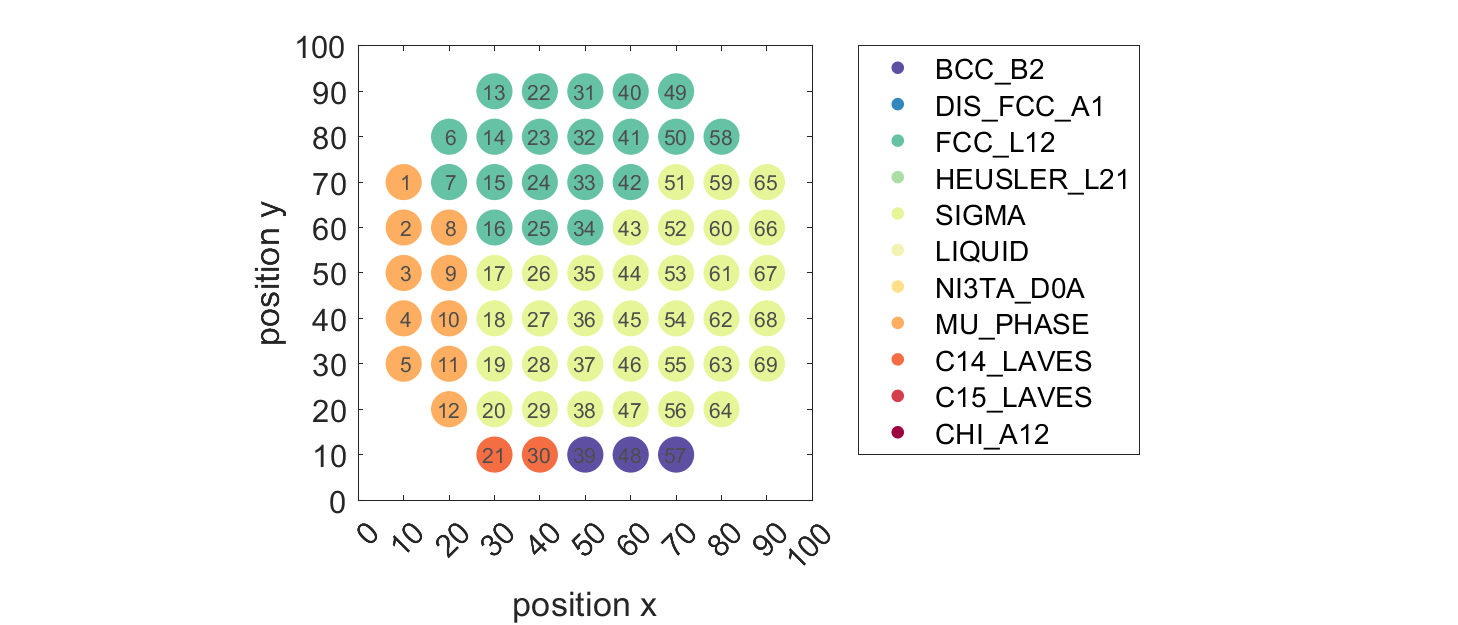 100
90
80
70
60
50
40
30
20
10
0
position y
13 22 31 40 49
6 14 23 32 41 50 58
1 7 15 24 33 42 51 59 65
2 8 16 25 34 43 52 60 66
3 9 17 26 35 44 53 61 67
4 10 18 27 36 45 54 62 68
5 11 19 28 37 46 55 63 69
12 20 29 38 47 56 64
21 30 39 48 57
0 10 20 30 40 50 60 70 80 90 100
position x
BCC_B2
DIS_FCC_A1
FCC_L12
HEUSLER_L21
SIGMA
LIQUID
NI3TA_D0A
MU_PHASE
C14_LAVES
C15_LAVES
CHI_A12